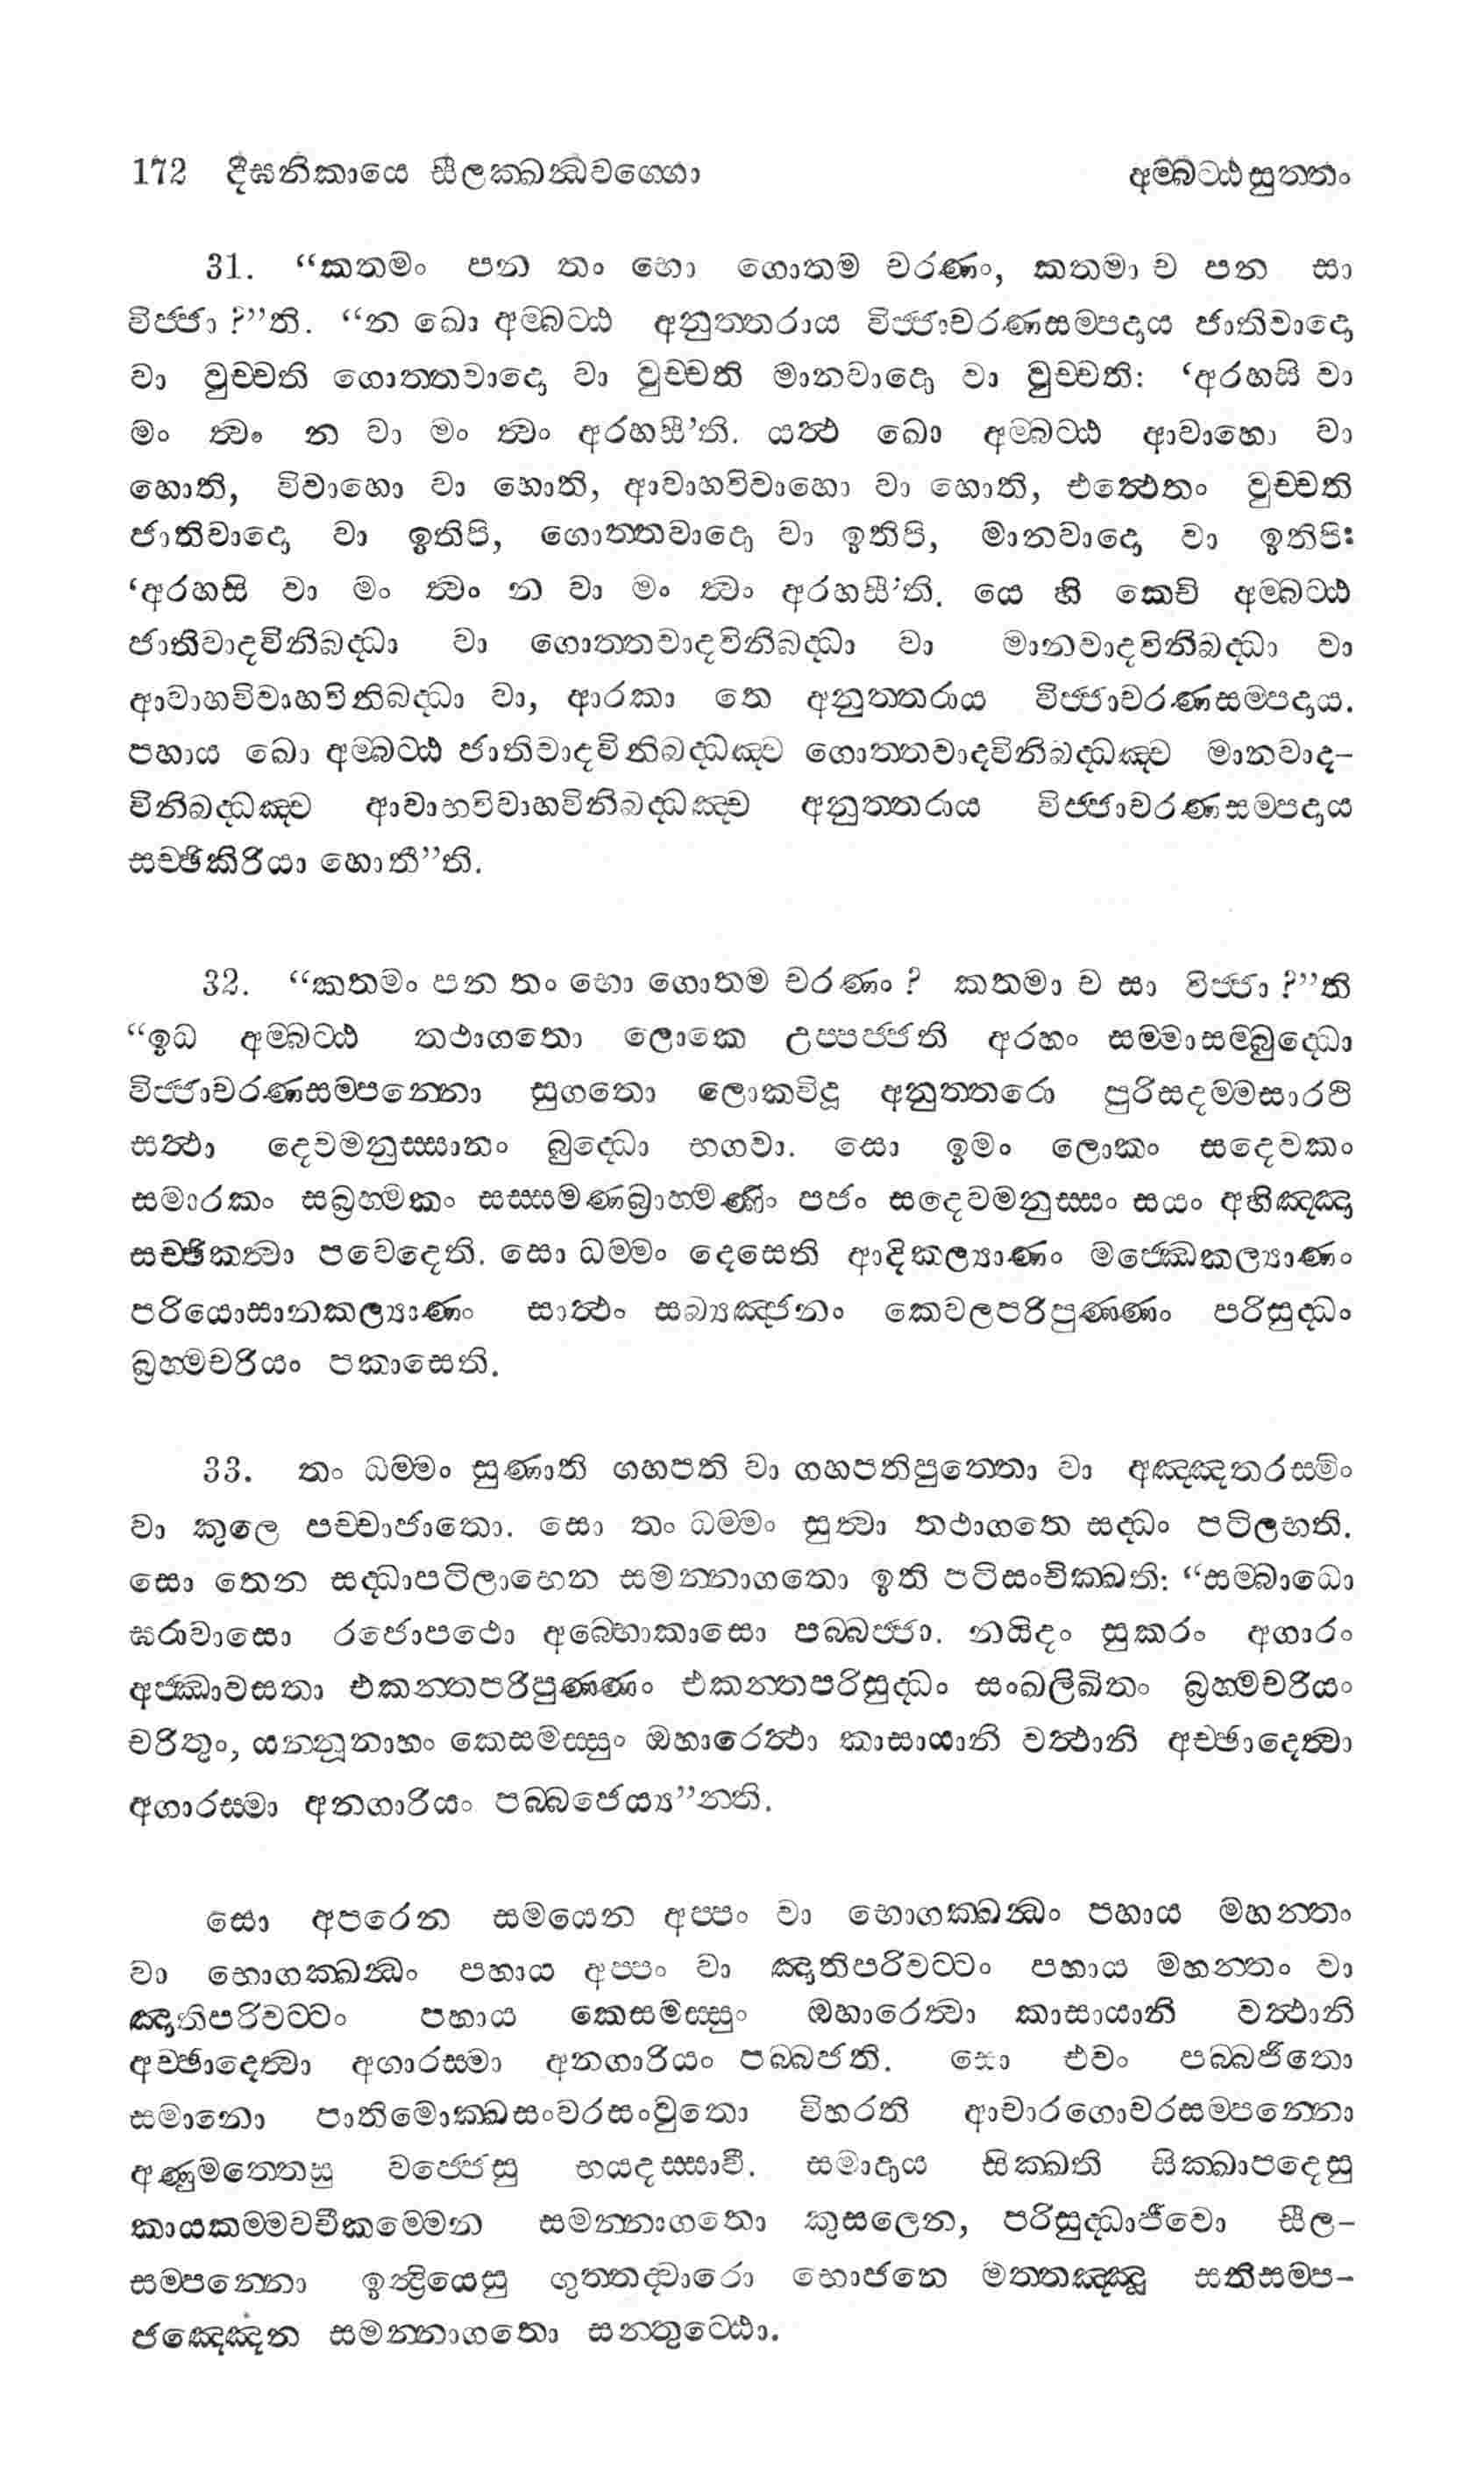 172 දීඝනිකායෙ සීලක්ඛන්ධවග්ගො අම්බට්ඨසුත්තං
31. “කතමං පන තං භො ගොතම චරණං, කතමා ච පන සා
විජ්ජා ?”ති. “න ඛො අම්බට්ඨ අනුත්තරාය විජ්ජාචරණසම්පදාය ජාතිවාදො
වා වුච්චති ගොත්තවාදො වා වුච්චති මානවාදො වා වුච්චති: ‘අරහසි වා
මං ත්වං න වා මං ත්වං අරහසී’ති. යත්ථ ඛො අම්බට්ඨ ආවාහො වා
හොති, විවාහො වා හොති, ආවාහවිවාහො වා හොති, එත්ථෙතං වුච්චති
ජාතිවාදො වා ඉතිපි, ගොත්තවාදො වා ඉතිපි, මානවාදො වා ඉතිපි:
‘අරහසි වා මං ත්වං න වා මං ත්වං අරහසී’ති. යෙ හි කෙචි අම්බට්ඨ
ජාතිවාදවිනිබද්ධා වා ගොත්තවාදවිනිබද්ධා වා මානවාදවිනිබද්ධා වා
ආවාහවිවාහවිනිබද්ධා වා, ආරකා තෙ අනුත්තරාය විජ්ජාචරණසම්පදාය.
පහාය ඛො අම්බට්ඨ ජාතිවාදවිනිබද්ධඤ්ච ගොත්තවාදවිනිබද්ධඤ්ච මානවාද-
විනිබද්ධඤ්ච ආවාහවිවාහවිනිබද්ධඤ්ච අනුත්තරාය විජ්ජාචරණසම්පදාය
සච්ඡිකිරියා හොතී”ති.
32. “කතමං පන තං භො ගොතම චරණං ? කතමා ච සා විජ්ජා ?”ති
“ඉධ අම්බට්ඨ තථාගතො ලොකෙ උප්පජ්ජති අරහං සම්මාසම්බුද්ධො
විජ්ජාචරණසම්පන්නො සුගතො ලොකවිදූ අනුත්තරො පුරිසදම්මසාරථි
සත්ථා දෙවමනුස්සානං බුද්ධො භගවා. සො ඉමං ලොකං සදෙවකං
සමාරකං සබ්‍රහ්මකං සස්සමණබ්‍රාහ්මණිං පජං සදෙවමනුස්සං සයං අභිඤ්ඤා
සච්ඡිකත්වා පවෙදෙති. සො ධම්මං දෙසෙති ආදිකල්‍යාණං මජ්ඣෙකල්‍යාණං
පරියොසානකල්‍යාණං සාත්ථං සබ්‍යඤ්ජනං කෙවලපරිපුණ්ණං පරිසුද්ධං
බ්‍රහ්මචරියං පකාසෙති.
33. තං ධම්මං සුණාති ගහපති වා ගහපතිපුත්තො වා අඤ්ඤතරස්මිං
වා කුලෙ පච්චාජාතො. සො තං ධම්මං සුත්වා තථාගතෙ සද්ධං පටිලභති.
සො තෙන සද්ධාපටිලාභෙන සමන්නාගතො ඉති පටිසංචික්ඛති: “සම්බාධො
ඝරාවාසො රජොපථො අබ්භොකාසො පබ්බජ්ජා. නයිදං සුකරං අගාරං
අජ්ඣාවසතා එකන්තපරිපුණ්ණං එකන්තපරිසුද්ධං සංඛලිඛිතං බ්‍රහ්මචරියං
චරිතුං, යන්නූනාහං කෙසමස්සුං ඔහාරෙත්වා කාසායානි වත්ථානි අච්ඡාදෙත්වා
අගාරස්මා අනගාරියං පබ්බජෙය්‍ය”න්ති.
සො අපරෙන සමයෙන අප්පං වා භොගක්ඛන්ධං පහාය මහන්තං
වා භොගක්ඛන්ධං පහාය අප්පං වා ඤාතිපරිවට්ටං පහාය මහන්තං වා
ඤාතිපරිවට්ටං පහාය කෙසමස්සුං ඔහාරෙත්වා කාසායානි වත්ථානි
අච්ඡාදෙත්වා අගාරස්මා අනගාරියං පබ්බජති. සො එවං පබ්බජිතො
සමානො පාතිමොක්ඛසංවරසංවුතො විහරති ආචාරගොචරසම්පන්නො
අණුමත්තෙසු වජ්ජෙසු භයදස්සාවී. සමාදාය සික්ඛති සික්ඛාපදෙසු
කායකම්මවචීකම්මෙන සමන්නාගතො කුසලෙන, පරිසුද්ධාජීවො සීල-
සම්පන්නො ඉන්ද්‍රියෙසු ගුත්තද්වාරො භොජනෙ මත්තඤ්ඤූ සතිසම්ප-
ජඤ්ඤෙන සමන්නාගතො සන්තුට්ඨො.